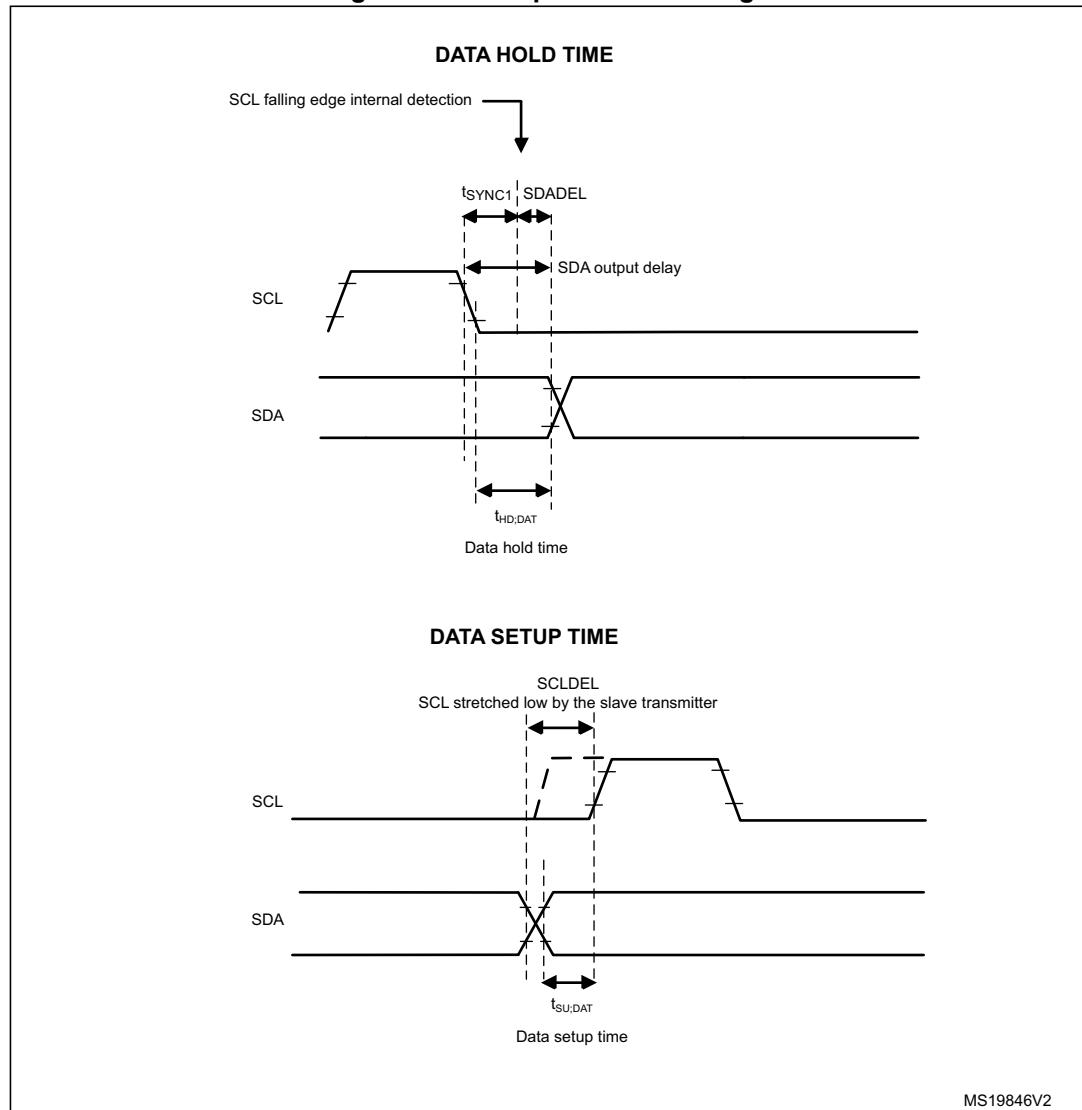 DATA HOLD TIME
SCL falling edge internal detection
tSYNC1 SDADEL
SDA output delay
SCL
SDA
tHD;DAT
Data hold time
DATA SETUP TIME
SCLDEL
SCL stretched low by the slave transmitter
SCL
SDA
tSU;DAT
Data setup time
MS19846V2